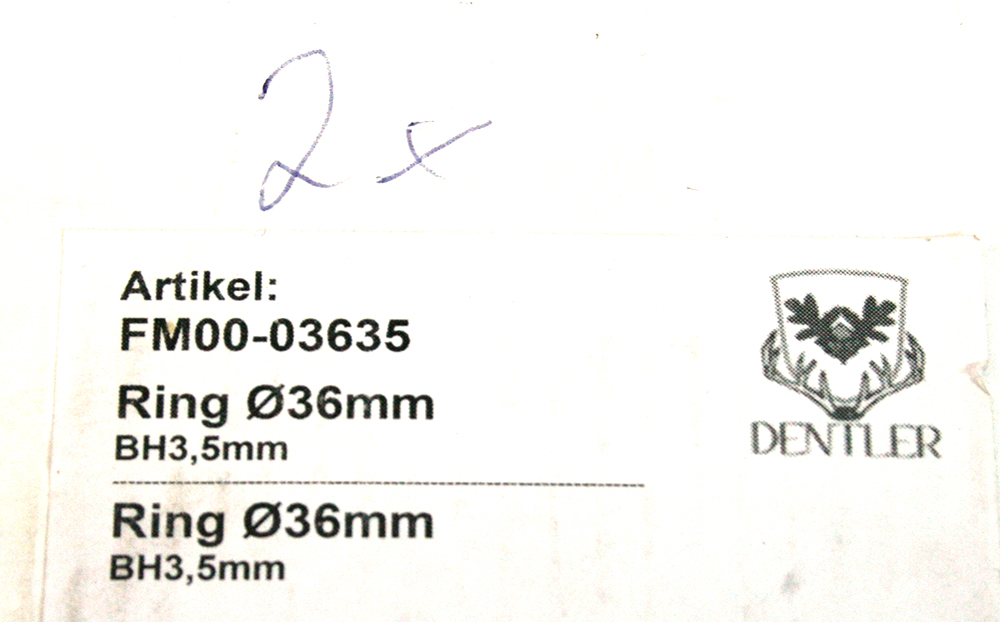 2x
Artikel:
FM00-03635
Ring Ø36mm
BH3,5mm
DENTLER
Ring Ø36mm
BH3,5mm